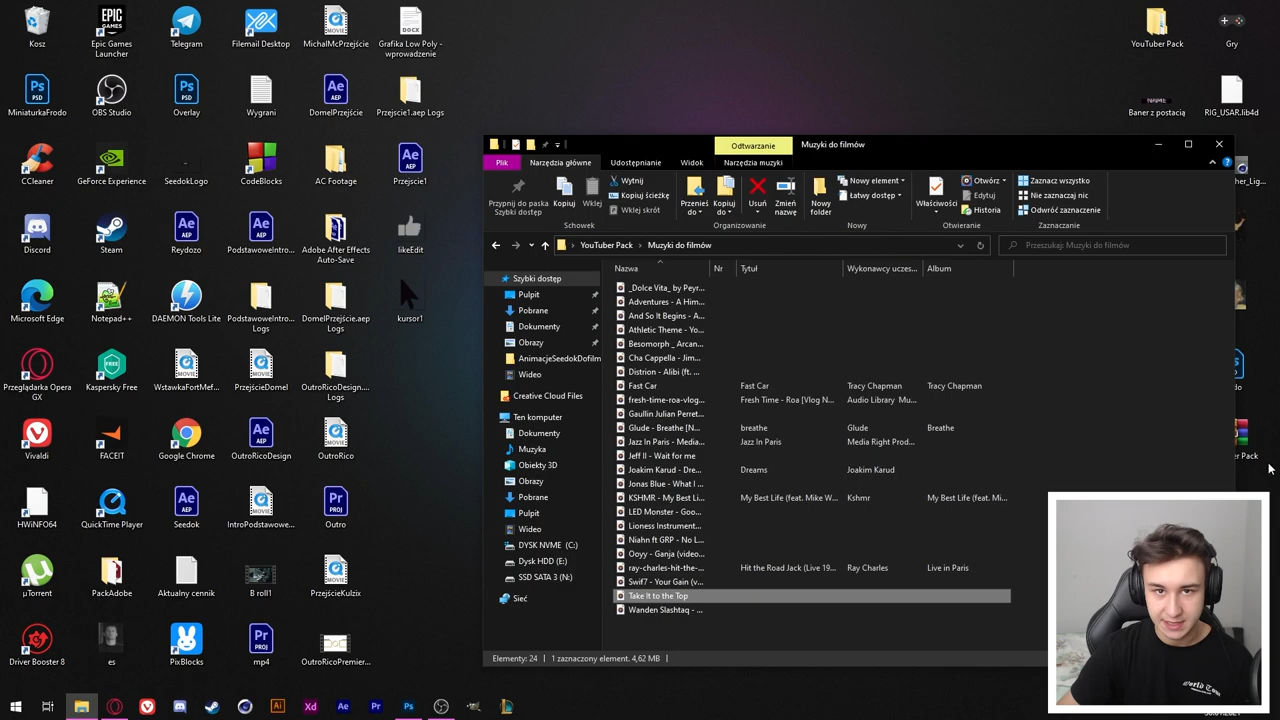 Kosz
Epic Games
Launcher
Telegram
Filemail Desktop
MichalMcPrzejście
Grafika Low Poly -
wprowadzenie
YouTuber Pack
Gry
MiniaturkaFrodo
OBS Studio
Overlay
Wygrani
DomelPrzejście
Przejscie1.aep Logs
Baner z postacią
RIG_USAR.lib4d
CCleaner
GeForce Experience
SeedokLogo
CodeBlocks
AC Footage
Przejscie1
Discord
Steam
Reydozo
PodstawoweIntro...
Adobe After Effects
Auto-Save
likeEdit
Microsoft Edge
Notepad++
DAEMON Tools Lite
PodstawoweIntro...
Logs
DomelPrzejście.aep
Logs
kursor1
Przeglądarka Opera
GX
Kaspersky Free
WstawkaFortMef...
PrzejścieDomel
OutroRicoDesign....
Logs
Vivaldi
FACEIT
Google Chrome
OutroRicoDesign
OutroRico
HWiNFO64
QuickTime Player
Seedok
IntroPodstawowe...
Outro
µTorrent
PackAdobe
Aktualny cennik
B roll1
PrzejścieKulzix
Driver Booster 8
es
PixBlocks
mp4
OutroRicoPremier...
Odtwarzanie
Muzyki do filmów
Plik
Narzędzia główne
Udostępnianie
Widok
Narzędzia muzyki
Przypnij do paska
Szybki dostęp
Kopiuj
Wklej
Wytnij
Kopiuj ścieżkę
Wklej skrót
Schowek
Przenieś
do
Kopiuj
do
Usuń
Zmień
nazwę
Organizowanie
Nowy
folder
Nowy element
Łatwy dostęp
Nowy
Właściwości
Otwórz
Edytuj
Historia
Otwieranie
Zaznacz wszystko
Nie zaznaczaj nic
Odwróć zaznaczenie
Zaznaczanie
YouTuber Pack
Muzyki do filmów
Przeszukaj: Muzyki do filmów
Szybki dostęp
Pulpit
Pobrane
Dokumenty
Obrazy
AnimacjeSeedokDofilm
Wideo
Creative Cloud Files
Ten komputer
Dokumenty
Muzyka
Obiekty 3D
Obrazy
Pobrane
Pulpit
Wideo
DYSK NVME (C:)
Dysk HDD (E:)
SSD SATA 3 (N:)
Sieć
Nazwa Nr Tytuł Wykonawcy uczes... Album
_Dolce Vita_ by Peyr...
Adventures - A Him...
And So It Begins - A...
Athletic Theme - Yo...
Besomorph _ Arcan...
Cha Cappella - Jim...
Distrion - Alibi (ft. ...
Fast Car Fast Car Tracy Chapman Tracy Chapman
fresh-time-roa-vlog... Fresh Time - Roa [Vlog N... Audio Library Mu...
Gaullin Julian Perret...
Glude - Breathe [N... breathe Glude Breathe
Jazz In Paris - Media... Jazz In Paris Media Right Prod...
Jeff II - Wait for me
Joakim Karud - Dre... Dreams Joakim Karud
Jonas Blue - What I ...
KSHMR - My Best Li... My Best Life (feat. Mike W... Kshmr My Best Life (feat. Mi...
LED Monster - Goo...
Lioness Instrument...
Niahn ft GRP - No L...
Ooyy - Ganja (video...
ray-charles-hit-the-... Hit the Road Jack (Live 19... Ray Charles Live in Paris
Swif7 - Your Gain (v...
Take It to the Top
Wanden Slashtaq - ...
Elementy: 24
1 zaznaczony element. 4,62 MB
World Tour